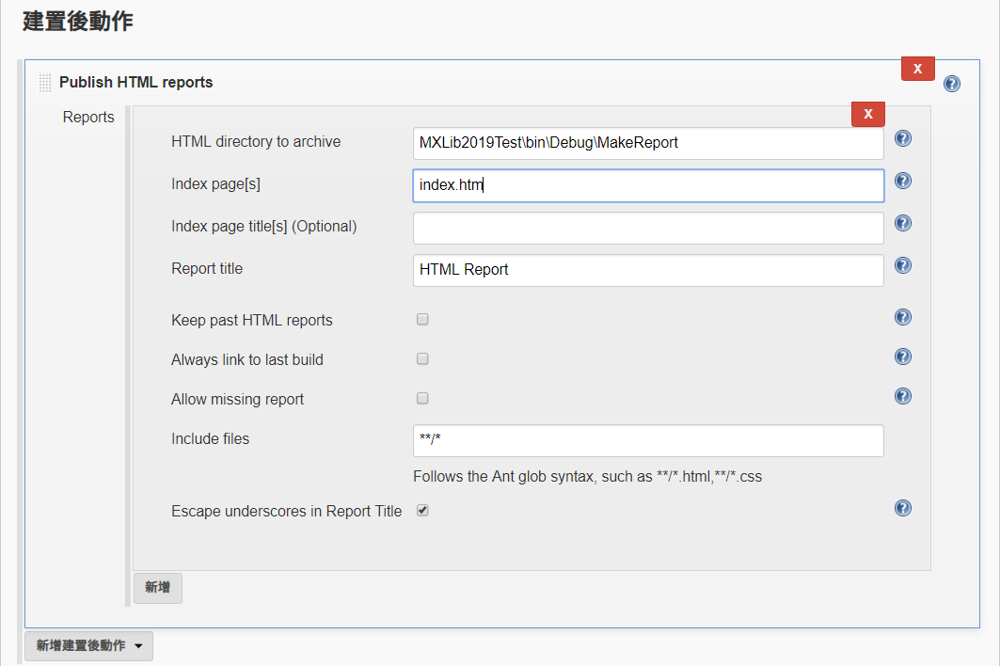 建置後動作
X
Publish HTML reports
Reports
X
HTML directory to archive
MXLib2019Test\bin\Debug\MakeReport
Index page[s]
index.htm
Index page title[s] (Optional)
Report title
HTML Report
Keep past HTML reports
Always link to last build
Allow missing report
Include files
**/*
Follows the Ant glob syntax, such as **/*.html,**/*.css
Escape underscores in Report Title
新增
新增建置後動作